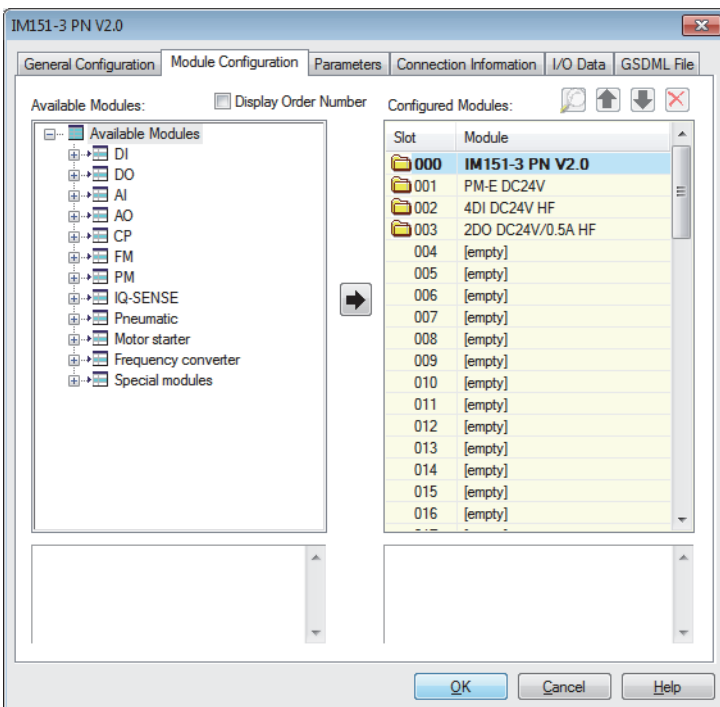 IM151-3 PN V2.0
General Configuration Module Configuration Parameters Connection Information I/O Data GSDML File
Available Modules: Display Order Number
Available Modules
DI
DO
AI
AO
CP
FM
PM
IQ-SENSE
Pneumatic
Motor starter
Frequency converter
Special modules
Configured Modules:
Slot Module
000 IM151-3 PN V2.0
001 PM-E DC24V
002 4DI DC24V HF
003 2DO DC24V/0.5A HF
004 [empty]
005 [empty]
006 [empty]
007 [empty]
008 [empty]
009 [empty]
010 [empty]
011 [empty]
012 [empty]
013 [empty]
014 [empty]
015 [empty]
016 [empty]
OK Cancel Help